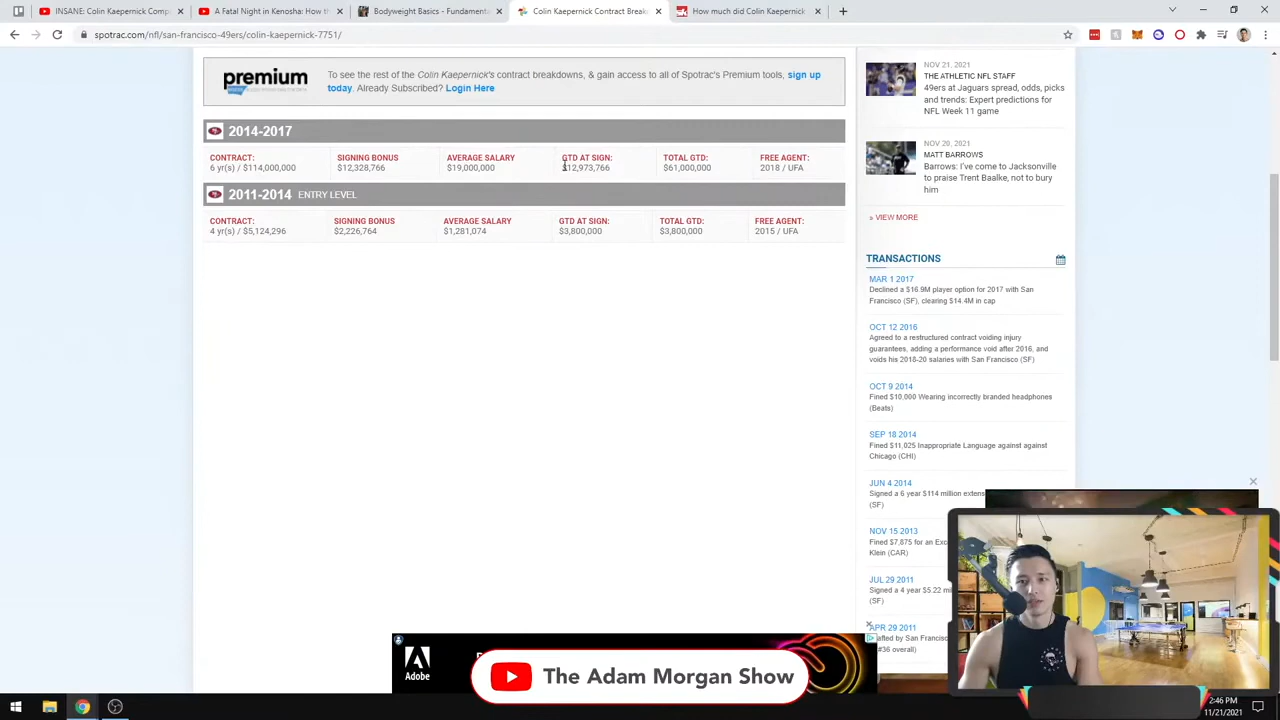 INSANE: Colin Kaepernick Com
Aerial Night in Kenosha: How th
Bodyweight Basics - Fundament
Colin Kaepernick Contract Break
Recording Live
spotrac.com/nfl/san-francisco-49ers/colin-kaepernick-7751/
premium
To see the rest of the Colin Kaepernick's contract breakdowns, & gain access to all of Spotrac's Premium tools, sign up
today. Already Subscribed? Login Here
2014-2017
CONTRACT: SIGNING BONUS AVERAGE SALARY GTD AT SIGN: TOTAL GTD: FREE AGENT:
6 yr(s) / $114,000,000 $12,328,766 $19,000,000 $12,973,766 $61,000,000 2018 / UFA
2011-2014 ENTRY LEVEL
CONTRACT: SIGNING BONUS AVERAGE SALARY GTD AT SIGN: TOTAL GTD: FREE AGENT:
4 yr(s) / $5,124,296 $2,226,764 $1,281,074 $3,800,000 $3,800,000 2015 / UFA
NOV 21, 2021
THE ATHLETIC NFL STAFF
49ers at Jaguars spread, odds, picks
and trends: Expert predictions for
NFL Week 11 game
NOV 20, 2021
MATT BARROWS
Barrows: I've come to Jacksonville
to praise Trent Baalke, not to bury
him
» VIEW MORE
TRANSACTIONS
MAR 1 2017
Declined a $16.9M player option for 2017 with San
Francisco (SF), clearing $14.4M in cap
OCT 12 2016
Agreed to a restructured contract voiding injury
guarantees, adding a performance void after 2016, and
voids his 2018-20 salaries with San Francisco (SF)
OCT 9 2014
Fined $10,000 Wearing incorrectly branded headphones
(Beats)
SEP 18 2014
Fined $11,025 Inappropriate Language against against
Chicago (CHI)
JUN 4 2014
Signed a 6 year $114 million extens
(SF)
NOV 15 2013
Fined $7,875 for an Exc
Klein (CAR)
JUL 29 2011
Signed a 4 year $5.22 mi
(SF)
APR 29 2011
afted by San Francisc
#36 overall)
Adobe
The Adam Morgan Show
2:46 PM
11/21/2021